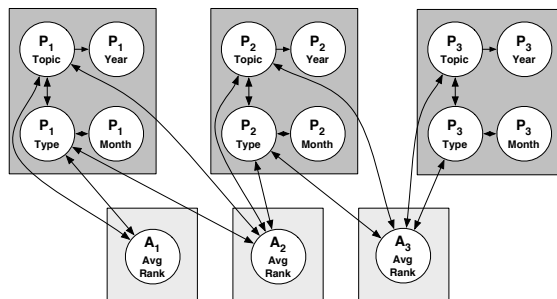 P1 Topic
P1 Year
P1 Type
P1 Month
P2 Topic
P2 Year
P2 Type
P2 Month
P3 Topic
P3 Year
P3 Type
P3 Month
A1
Avg
Rank
A2
Avg
Rank
A3
Avg
Rank